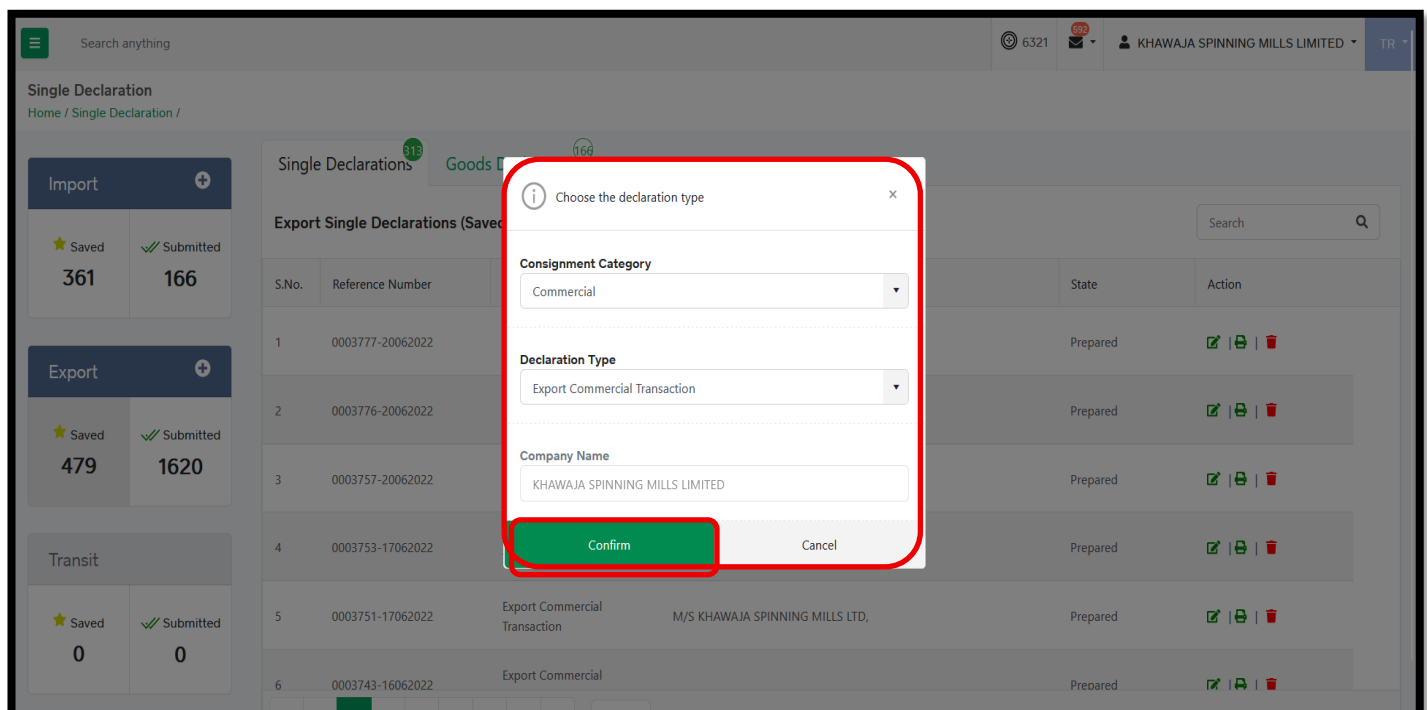 Search anything
6321
592
KHAWAJA SPINNING MILLS LIMITED
TR
Single Declaration
Home / Single Declaration /
Import
Saved
361
Submitted
166
Export
Saved
479
Submitted
1620
Transit
Saved
0
Submitted
0
Single Declarations
313
Goods D
166
Export Single Declarations (Saved
Search
S.No. Reference Number State Action
1 0003777-20062022 Prepared
2 0003776-20062022 Prepared
3 0003757-20062022 Prepared
4 0003753-17062022 Prepared
5 0003751-17062022 Export Commercial Transaction M/S KHAWAJA SPINNING MILLS LTD, Prepared
6 0003743-16062022 Export Commercial Prepared
Choose the declaration type
x
Consignment Category
Commercial
Declaration Type
Export Commercial Transaction
Company Name
KHAWAJA SPINNING MILLS LIMITED
Confirm
Cancel